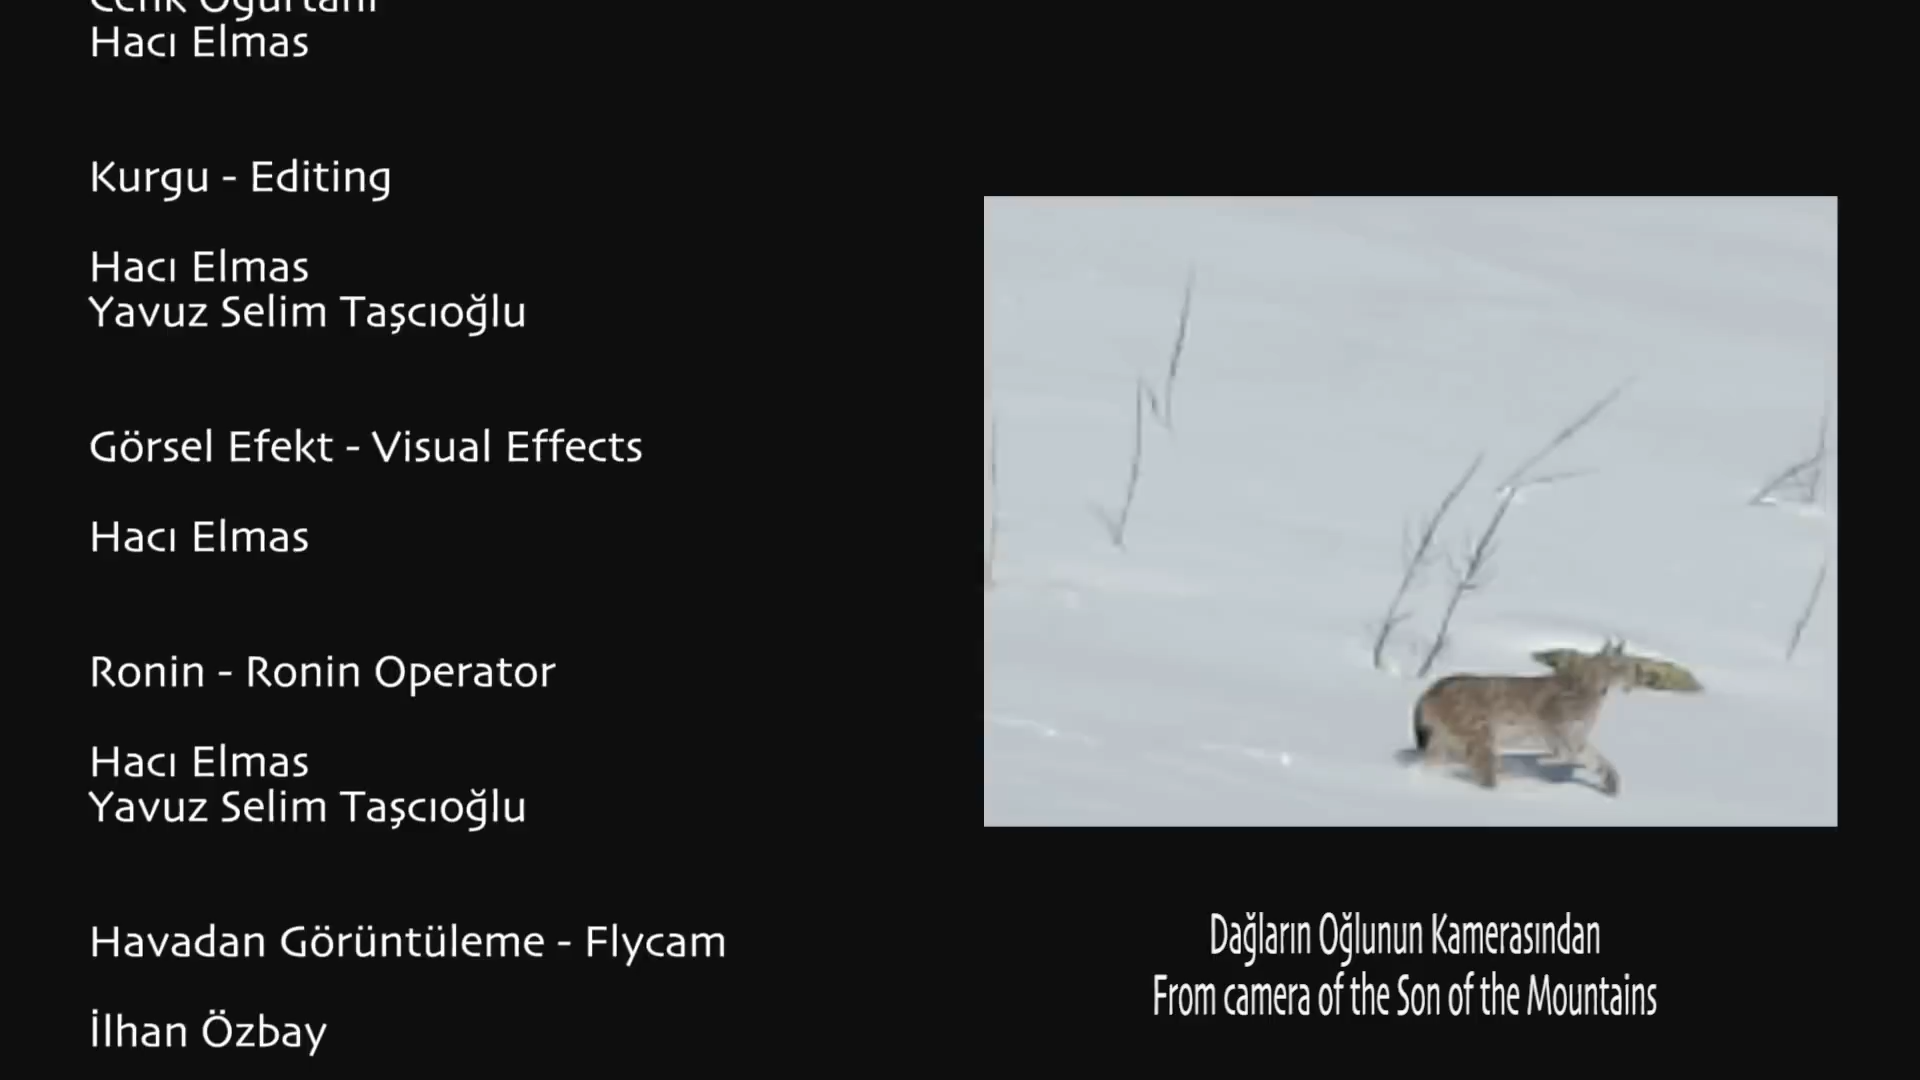 Hacı Elmas
Kurgu - Editing
Hacı Elmas
Yavuz Selim Taşcıoğlu
Görsel Efekt - Visual Effects
Hacı Elmas
Ronin - Ronin Operator
Hacı Elmas
Yavuz Selim Taşcıoğlu
Havadan Görüntüleme - Flycam
İlhan Özbay
Dağların Oğlunun Kamerasından
From camera of the Son of the Mountains